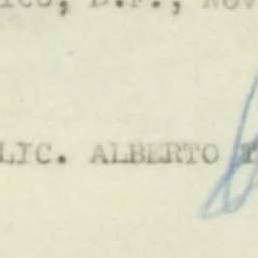 ico, D.F., Nov
LIC. ALBERTO